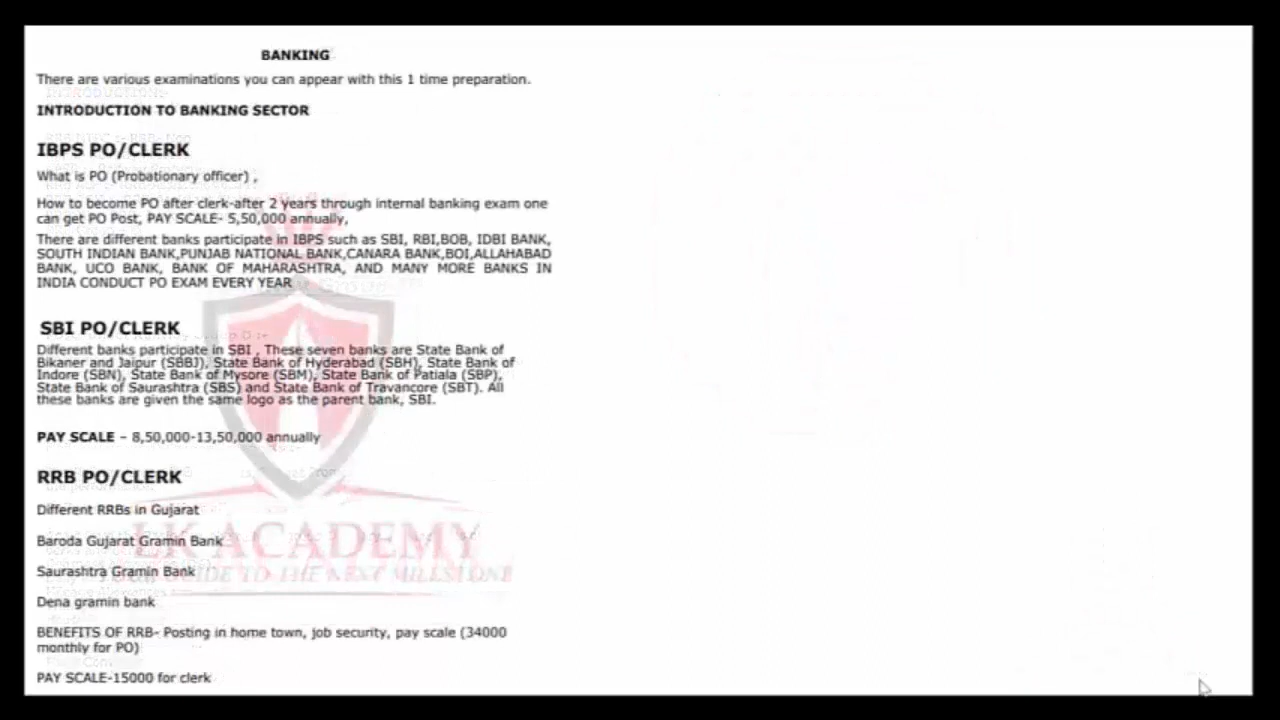 BANKING
There are various examinations you can appear with this 1 time preparation.
INTRODUCTION TO BANKING SECTOR
IBPS PO/CLERK
What is PO (Probationary officer) ,
How to become PO after clerk-after 2 years through internal banking exam one
can get PO Post, PAY SCALE- 5,50,000 annually,
There are different banks participate in IBPS such as SBI, RBI,BOB, IDBI BANK,
SOUTH INDIAN BANK,PUNJAB NATIONAL BANK,CANARA BANK,BOI,ALLAHABAD
BANK, UCO BANK, BANK OF MAHARASHTRA, AND MANY MORE BANKS IN
INDIA CONDUCT PO EXAM EVERY YEAR
SBI PO/CLERK
Different banks participate in SBI , These seven banks are State Bank of
Bikaner and Jaipur (SBBJ), State Bank of Hyderabad (SBH), State Bank of
Indore (SBN), State Bank of Mysore (SBM), State Bank of Patiala (SBP),
State Bank of Saurashtra (SBS) and State Bank of Travancore (SBT). All
these banks are given the same logo as the parent bank, SBI.
PAY SCALE – 8,50,000-13,50,000 annually
RRB PO/CLERK
Different RRBs in Gujarat
Baroda Gujarat Gramin Bank
LK ACADEMY
Saurashtra Gramin Bank
YOUR GUIDE TO THE NEXT MILESTONE
Dena gramin bank
BENEFITS OF RRB- Posting in home town, job security, pay scale (34000
monthly for PO)
PAY SCALE-15000 for clerk